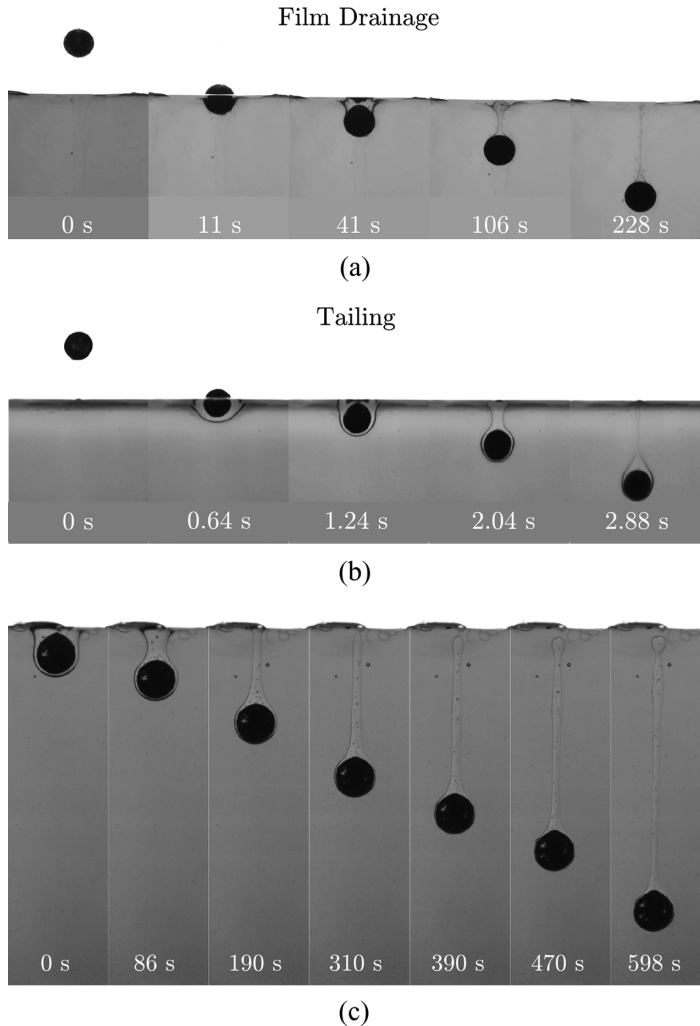 Film Drainage
0 s 11 s 41 s 106 s 228 s
(a)
Tailing
0 s 0.64 s 1.24 s 2.04 s 2.88 s
(b)
0 s 86 s 190 s 310 s 390 s 470 s 598 s
(c)